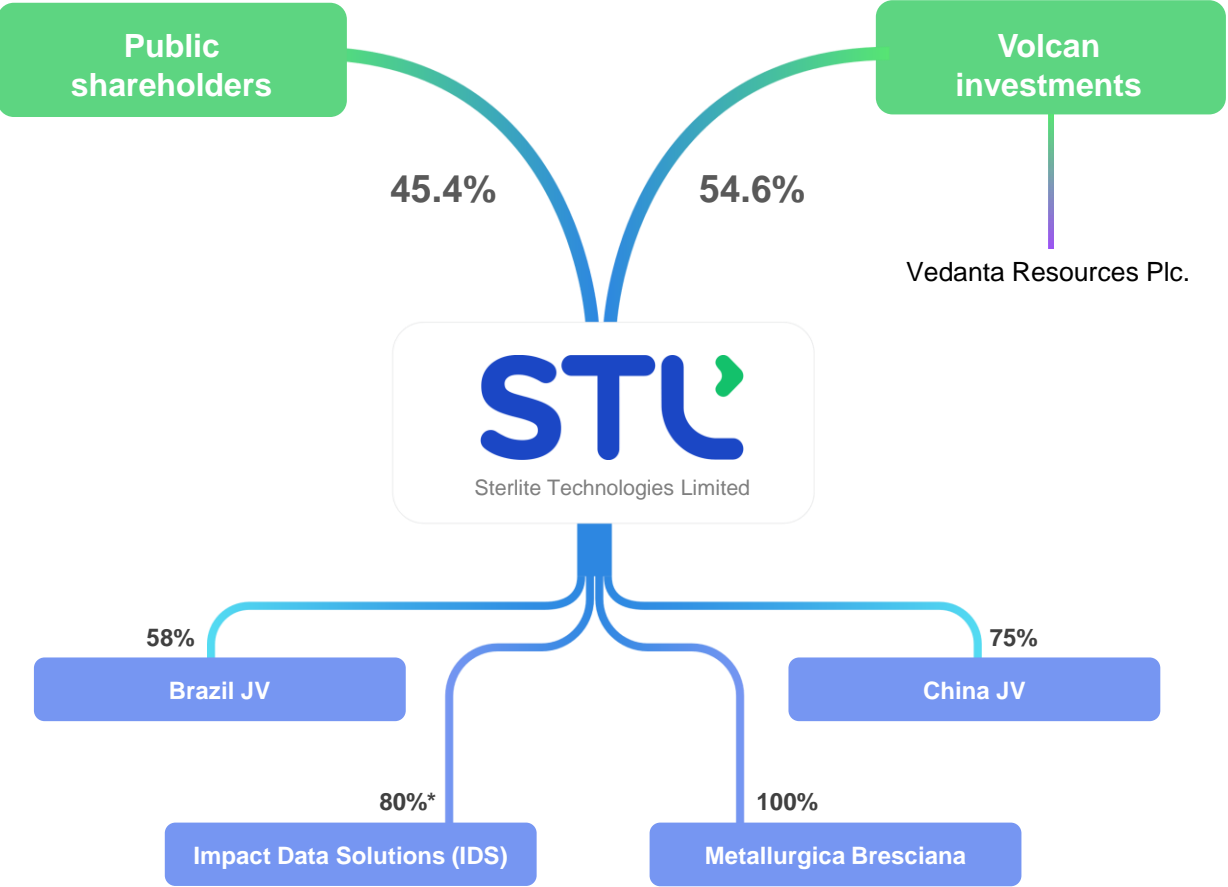 Public
shareholders
Volcan
investments
45.4%
54.6%
Vedanta Resources Plc.
STL
Sterlite Technologies Limited
58%
75%
Brazil JV
China JV
80%*
100%
Impact Data Solutions (IDS)
Metallurgica Bresciana